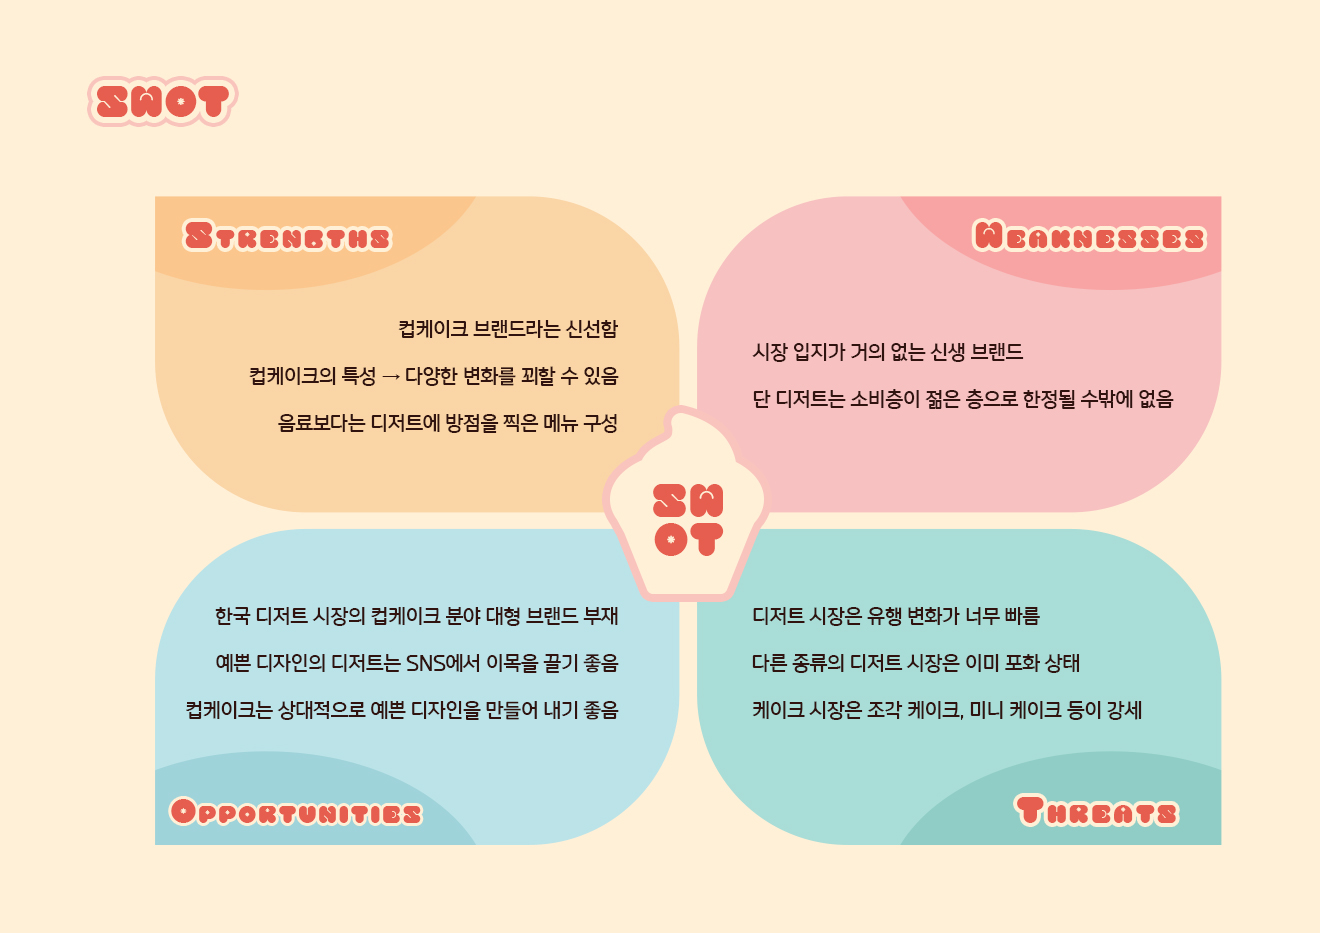 SWOT
STRENGTHS
컵케이크 브랜드라는 신선함
컵케이크의 특성 → 다양한 변화를 꾀할 수 있음
음료보다는 디저트에 방점을 찍은 메뉴 구성
WEAKNESSES
시장 입지가 거의 없는 신생 브랜드
단 디저트는 소비층이 젊은 층으로 한정될 수밖에 없음
SW
OT
한국 디저트 시장의 컵케이크 분야 대형 브랜드 부재
예쁜 디자인의 디저트는 SNS에서 이목을 끌기 좋음
컵케이크는 상대적으로 예쁜 디자인을 만들어 내기 좋음
OPPORTUNITIES
디저트 시장은 유행 변화가 너무 빠름
다른 종류의 디저트 시장은 이미 포화 상태
케이크 시장은 조각 케이크, 미니 케이크 등이 강세
THREATS